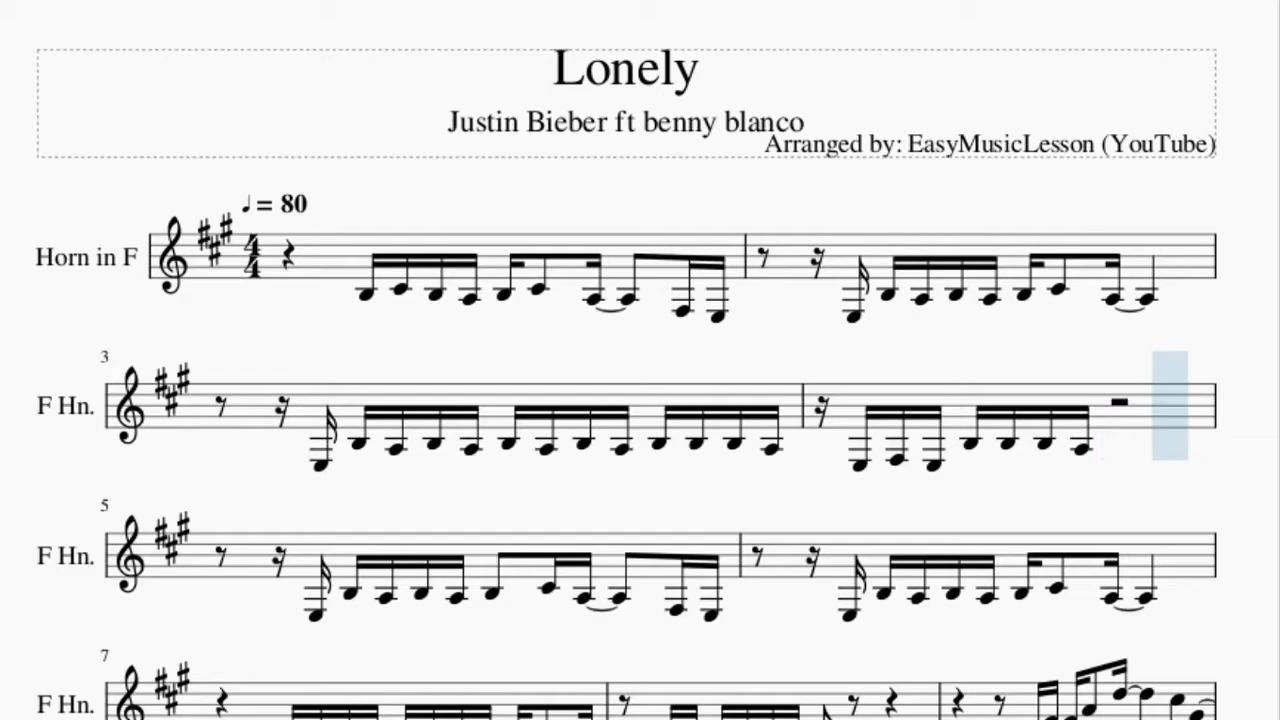 Lonely
Justin Bieber ft benny blanco
Arranged by: EasyMusicLesson (YouTube)
♩= 80
Horn in F
4
4
3
F Hn.
5
F Hn.
7
F Hn.